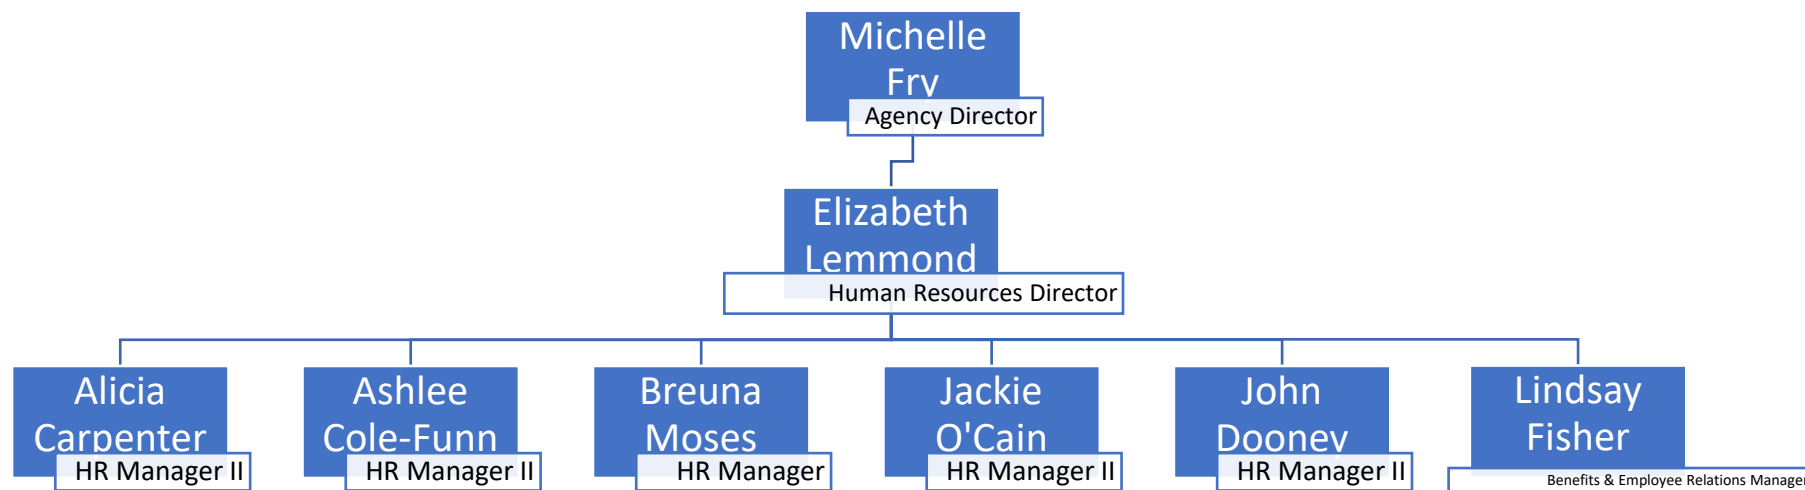 Michelle
Fry
Agency Director
Elizabeth
Lemmond
Human Resources Director
Alicia
Carpenter
HR Manager II
Ashlee
Cole-Funn
HR Manager II
Breuna
Moses
HR Manager
Jackie
O'Cain
HR Manager II
John
Dooney
HR Manager II
Lindsay
Fisher
Benefits & Employee Relations Manager